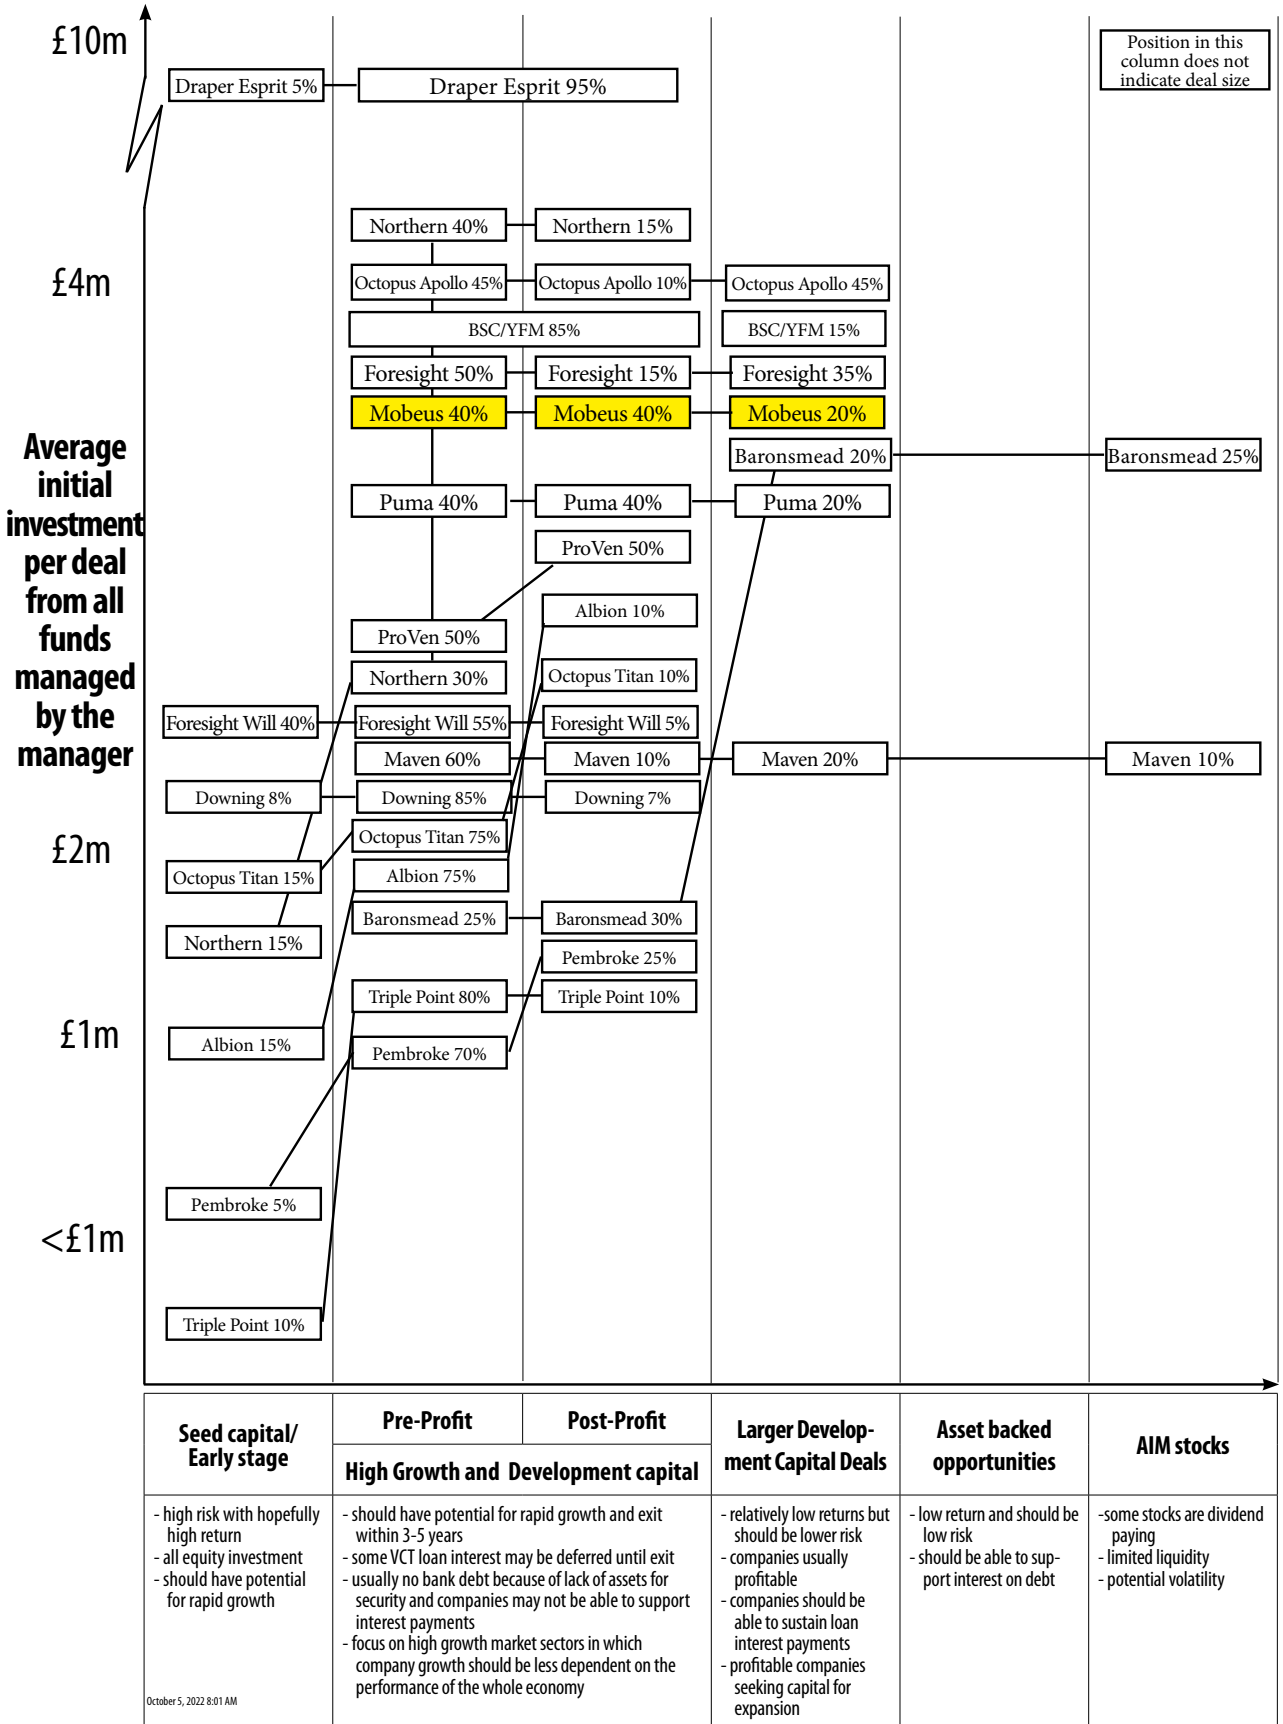 £10m
Position in this
column does not
indicate deal size
Draper Esprit 5%
Draper Esprit 95%
Northern 40%
Northern 15%
£4m
Octopus Apollo 45%
Octopus Apollo 10%
Octopus Apollo 45%
BSC/YFM 85%
BSC/YFM 15%
Foresight 50%
Foresight 15%
Foresight 35%
Mobeus 40%
Mobeus 40%
Mobeus 20%
Average
initial
investment
per deal
from all
funds
managed
by the
manager
Baronsmead 20%
Baronsmead 25%
Puma 40%
Puma 40%
Puma 20%
ProVen 50%
Albion 10%
ProVen 50%
Northern 30%
Octopus Titan 10%
Foresight Will 40%
Foresight Will 55%
Foresight Will 5%
Maven 60%
Maven 10%
Maven 20%
Maven 10%
Downing 8%
Downing 85%
Downing 7%
£2m
Octopus Titan 75%
Octopus Titan 15%
Albion 75%
Baronsmead 25%
Baronsmead 30%
Northern 15%
Pembroke 25%
Triple Point 80%
Triple Point 10%
£1m
Albion 15%
Pembroke 70%
Pembroke 5%
<£1m
Triple Point 10%
Seed capital/
Early stage
Pre-Profit
Post-Profit
High Growth and Development capital
Larger Develop-
ment Capital Deals
Asset backed
opportunities
AIM stocks
- high risk with hopefully
high return
- all equity investment
- should have potential
for rapid growth
- should have potential for rapid growth and exit
within 3-5 years
- some VCT loan interest may be deferred until exit
- usually no bank debt because of lack of assets for
security and companies may not be able to support
interest payments
- focus on high growth market sectors in which
company growth should be less dependent on the
performance of the whole economy
- relatively low returns but
should be lower risk
- companies usually
profitable
- companies should be
able to sustain loan
interest payments
- profitable companies
seeking capital for
expansion
- low return and should be
low risk
- should be able to sup-
port interest on debt
-some stocks are dividend
paying
- limited liquidity
- potential volatility
October 5, 2022 8:01 AM